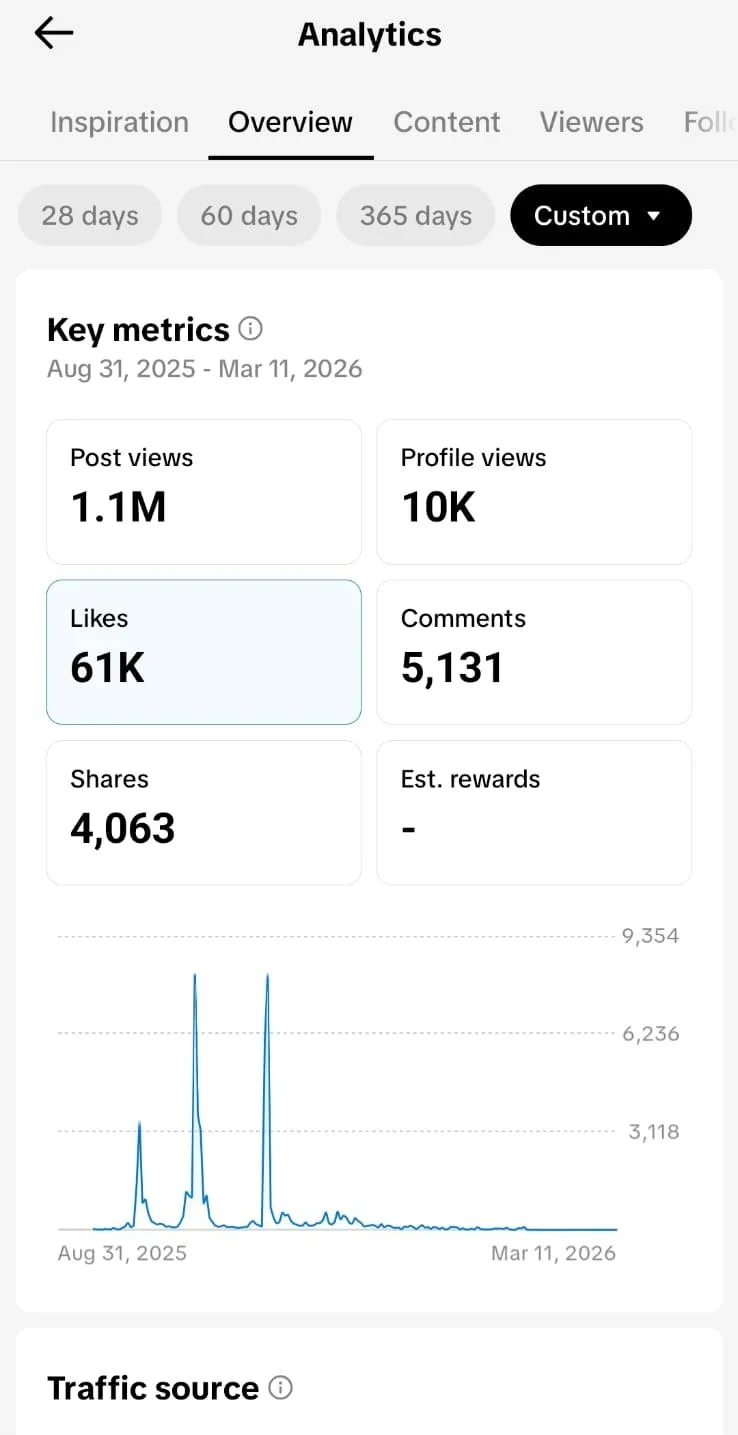 Analytics
Inspiration Overview Content Viewers Foll
28 days 60 days 365 days Custom
Key metrics
Aug 31, 2025 - Mar 11, 2026
Post views Profile views
1.1M 10K
Likes Comments
61K 5,131
Shares Est. rewards
4,063 -
9,354
6,236
3,118
Aug 31, 2025 Mar 11, 2026
Traffic source